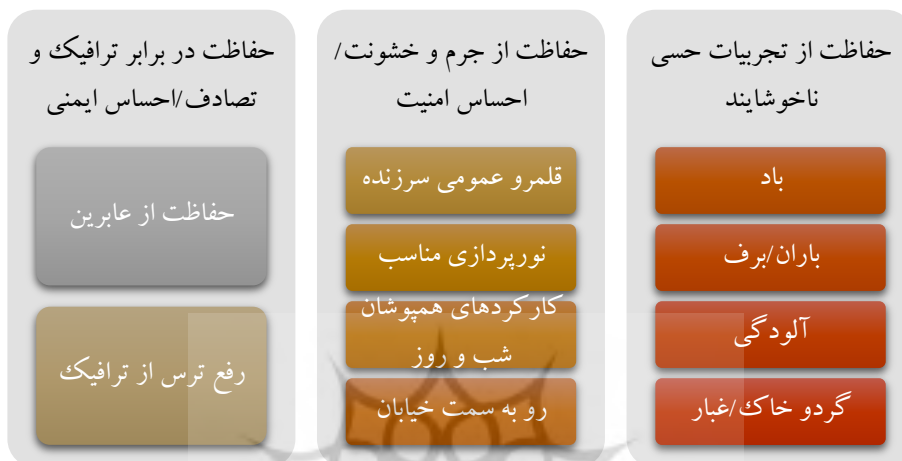 حفاظت از تجربیات حسی
ناخوشایند
باد
باران/برف
آلودگی
گردو خاک/غبار
حفاظت از جرم و خشونت/
احساس امنیت
قلمرو عمومی سرزنده
نورپردازی مناسب
کارکردهای همپوشان
شب و روز
رو به سمت خیابان
حفاظت در برابر ترافیک و
تصادف/احساس ایمنی
حفاظت از عابرین
رفع ترس از ترافیک